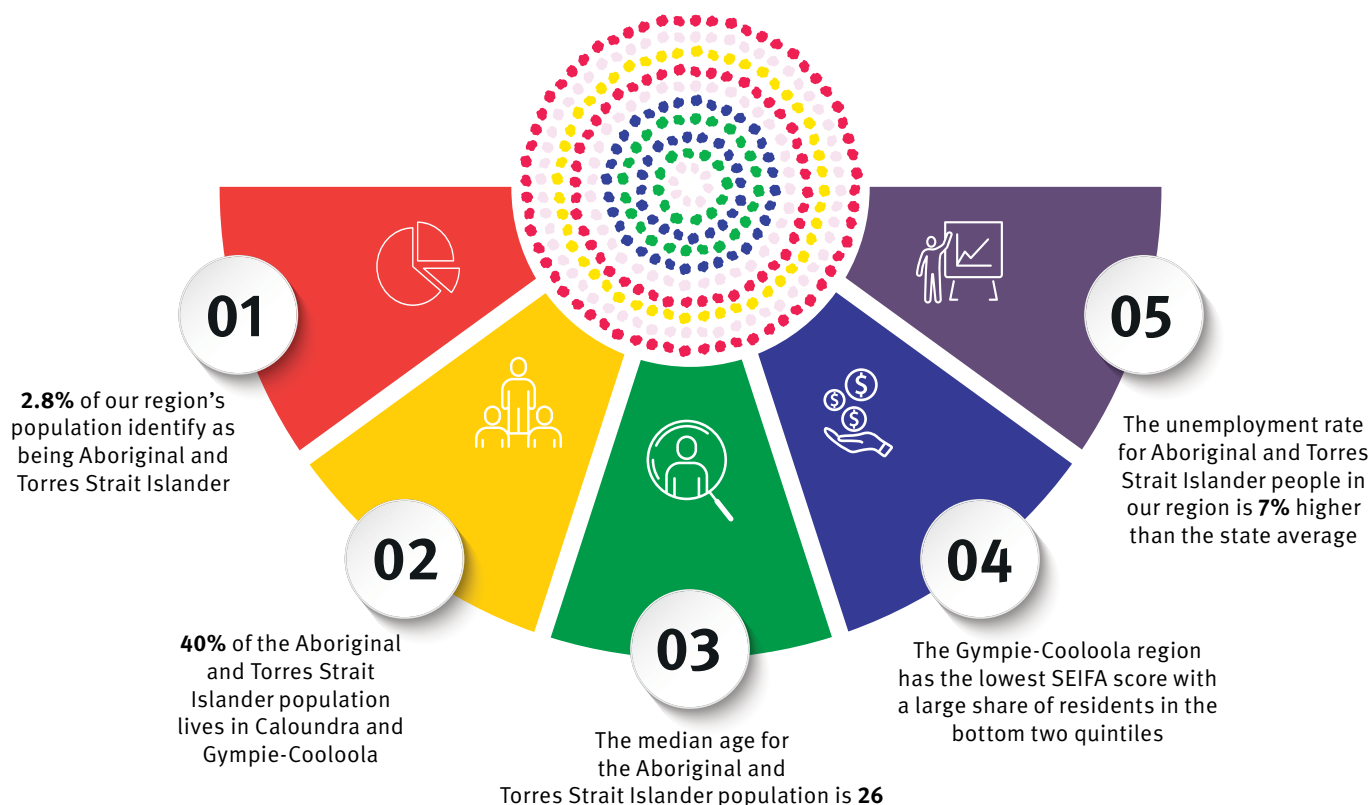 01
2.8% of our region's
population identify as
being Aboriginal and
Torres Strait Islander
02
40% of the Aboriginal
and Torres Strait
Islander population
lives in Caloundra and
Gympie-Cooloola
03
The median age for
the Aboriginal and
Torres Strait Islander population is 26
04
The Gympie-Cooloola region
has the lowest SEIFA score with
a large share of residents in the
bottom two quintiles
05
The unemployment rate
for Aboriginal and Torres
Strait Islander people in
our region is 7% higher
than the state average
$
$
$